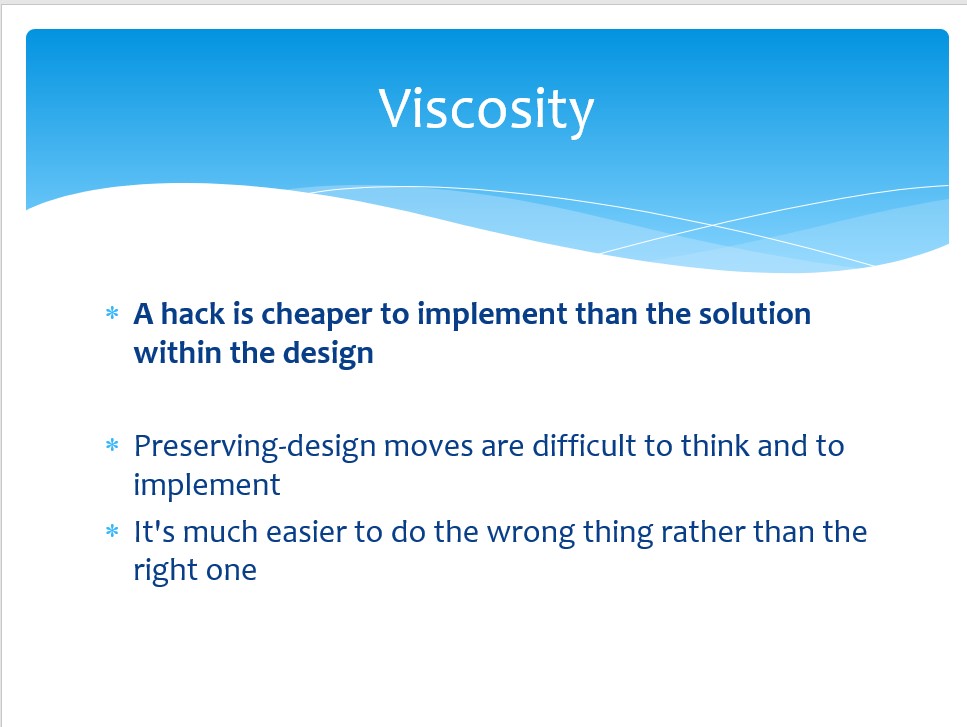 Viscosity
* A hack is cheaper to implement than the solution
within the design
* Preserving-design moves are difficult to think and to
implement
* It's much easier to do the wrong thing rather than the
right one